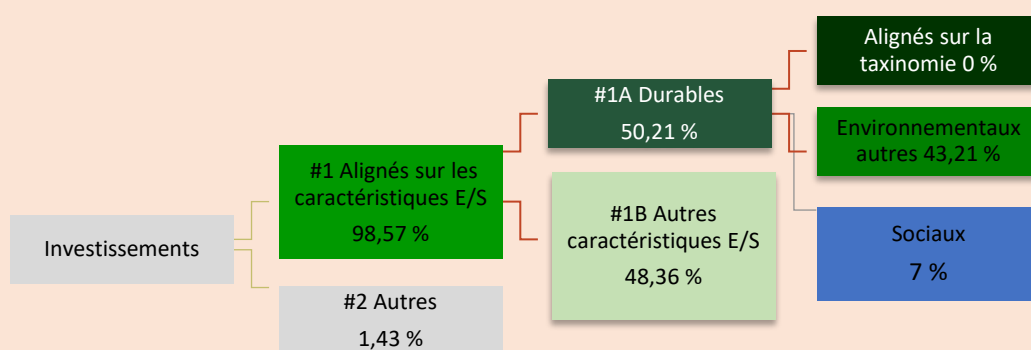 Investissements
#1 Alignés sur les
caractéristiques E/S
98,57 %
#2 Autres
1,43 %
#1A Durables
50,21 %
#1B Autres
caractéristiques E/S
48,36 %
Alignés sur la
taxinomie 0 %
Environnementaux
autres 43,21 %
Sociaux
7 %